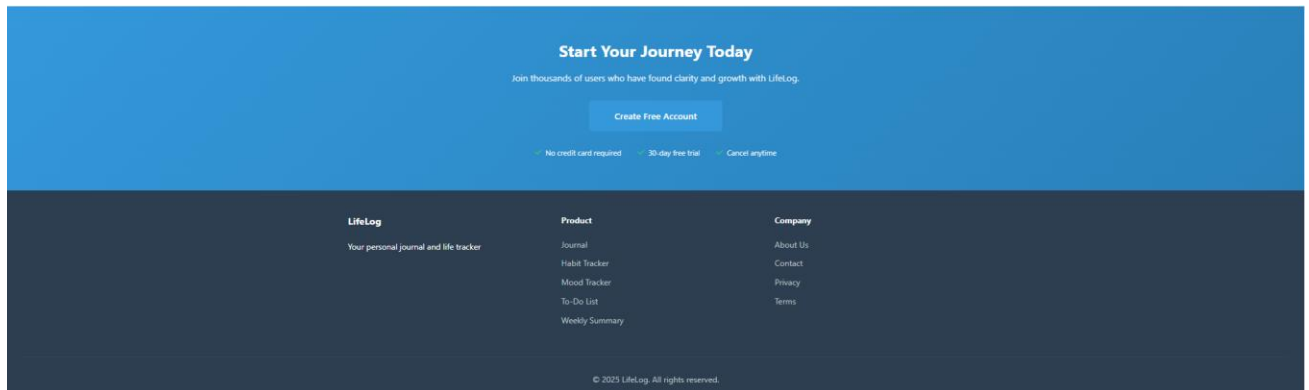 Start Your Journey Today
Join thousands of users who have found clarity and growth with LifeLog.
Create Free Account
✓ No credit card required ✓ 30-day free trial ✓ Cancel anytime
LifeLog
Your personal journal and life tracker
Product
Journal
Habit Tracker
Mood Tracker
To-Do List
Weekly Summary
Company
About Us
Contact
Privacy
Terms
© 2025 LifeLog. All rights reserved.